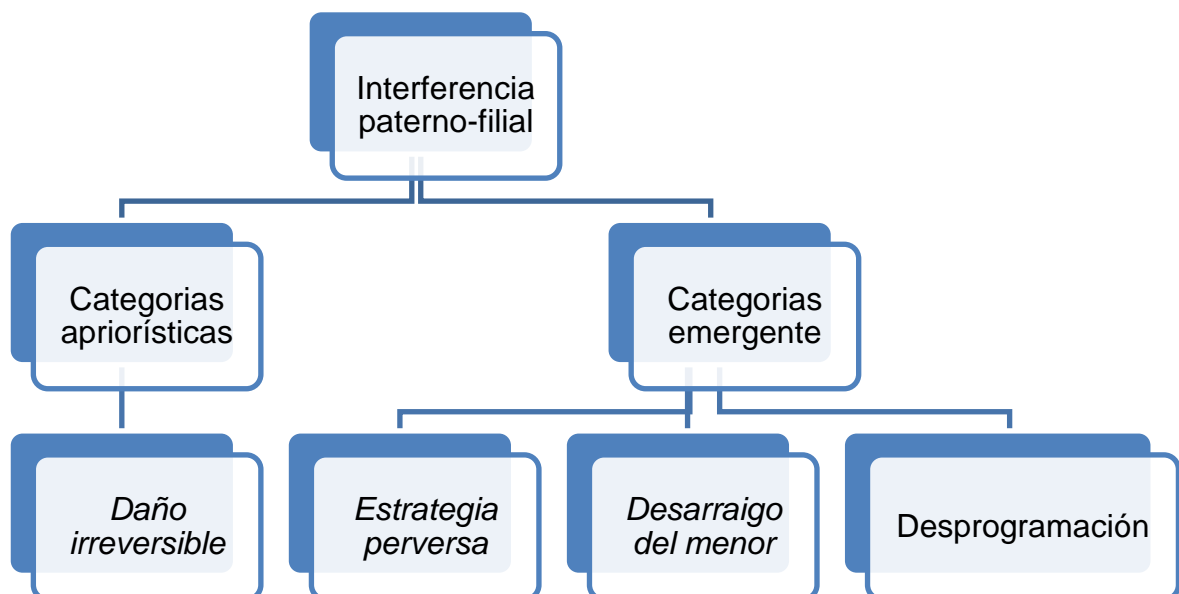 Interferencia
paterno-filial
Categorias
apriorísticas
Categorias
emergente
Daño
irreversible
Estrategia
perversa
Desarraigo
del menor
Desprogramación